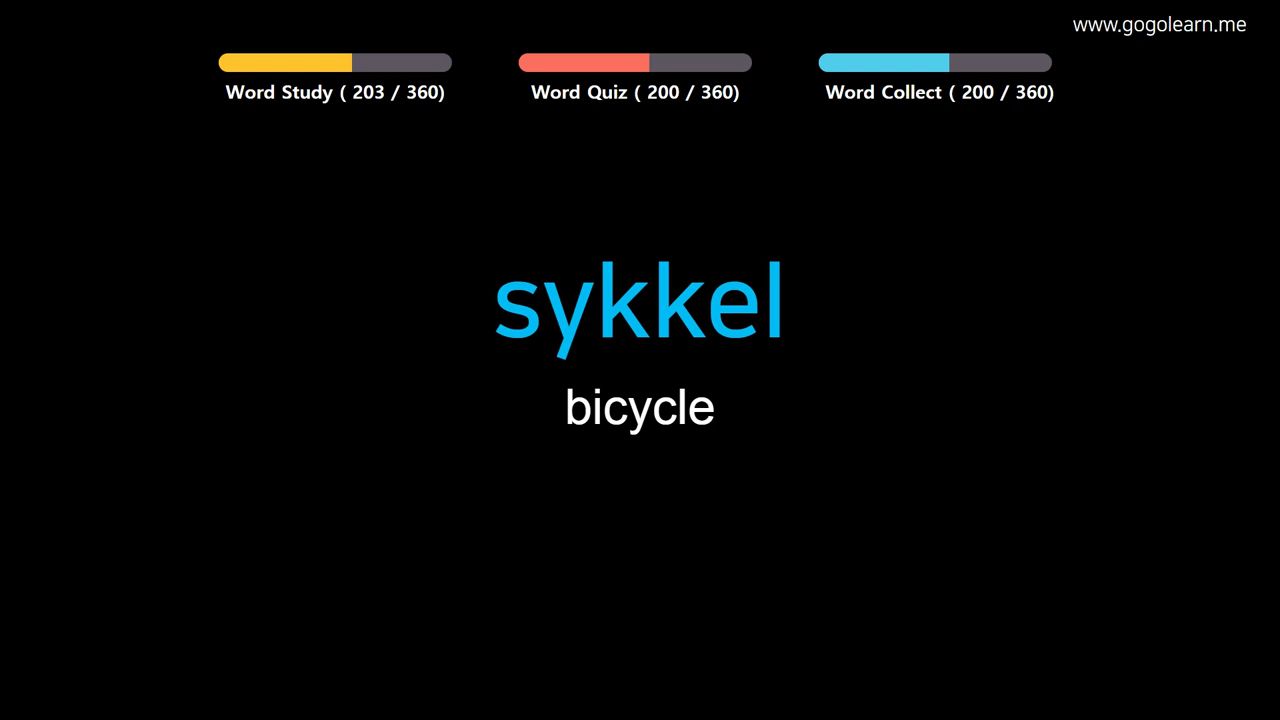 www.gogolearn.me
Word Study ( 203 / 360)
Word Quiz ( 200 / 360)
Word Collect ( 200 / 360)
sykkel
bicycle